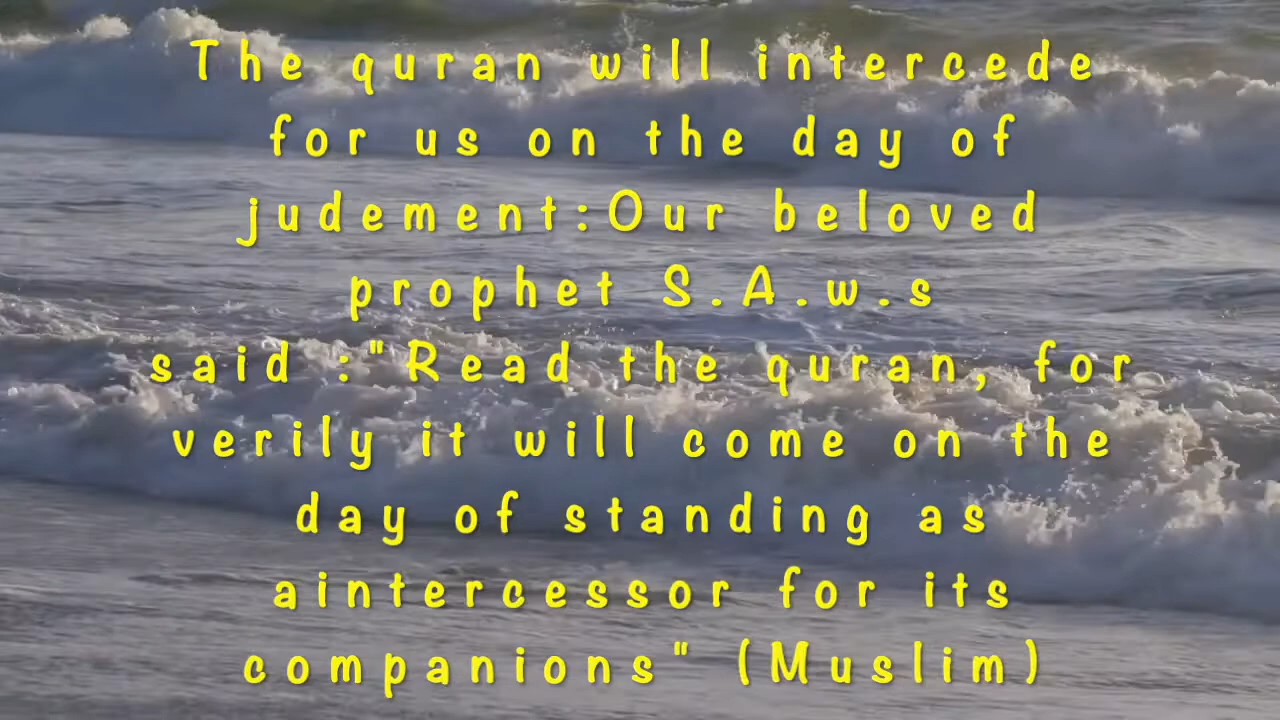 The quran will intercede
for us on the day of
judement:Our beloved
prophet S.A.w.s
said :"Read the quran, for
verily it will come on the
day of standing as
aintercessor for its
companions" (Muslim)